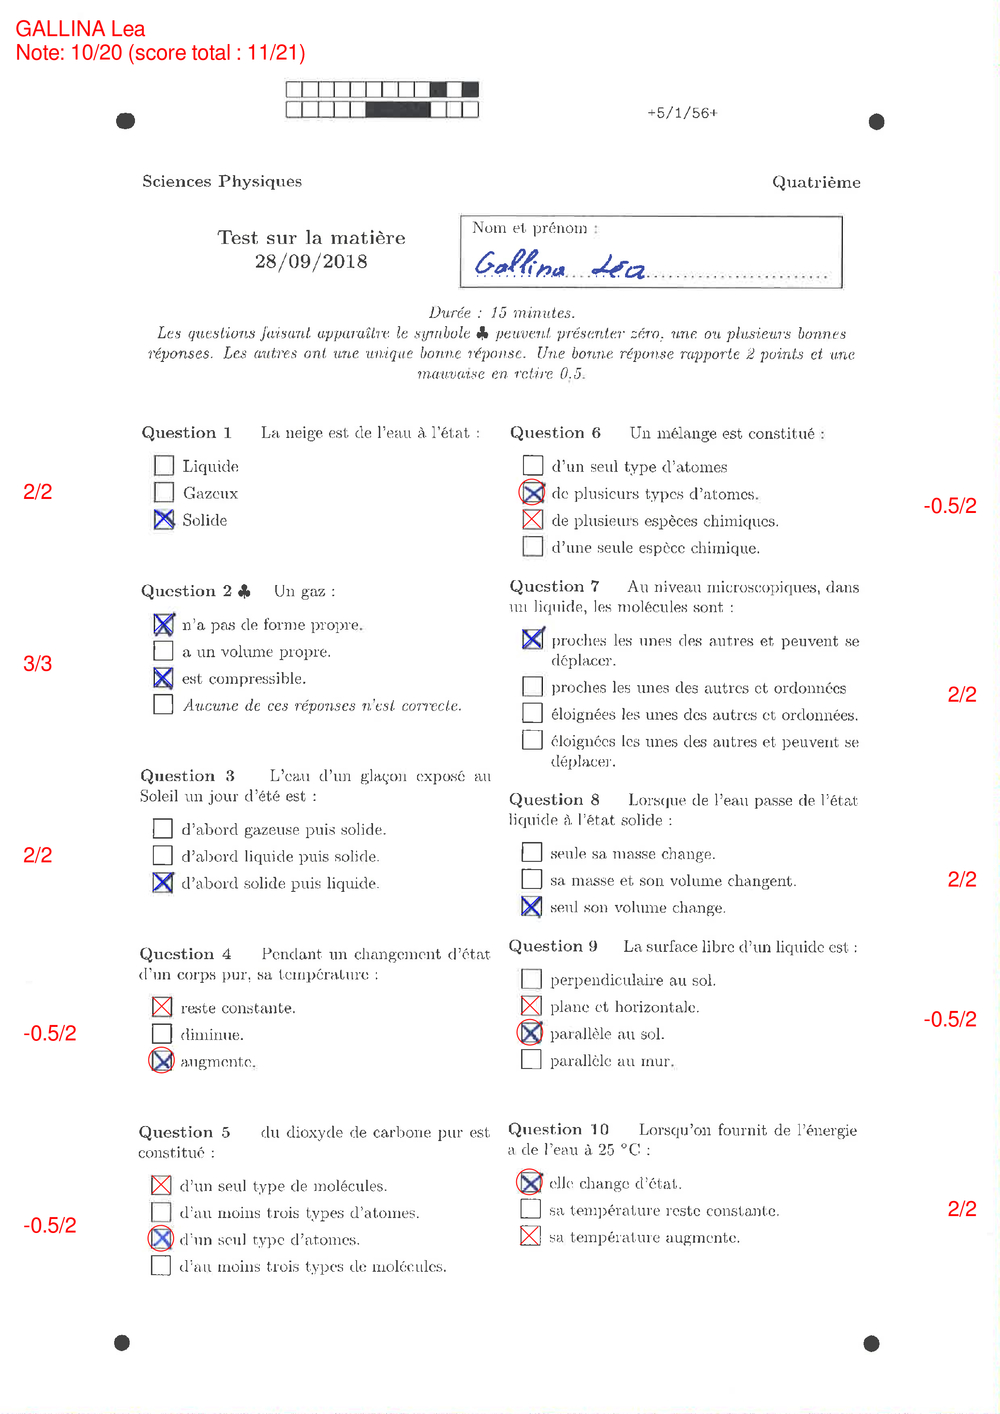 GALLINA Lea
Note: 10/20 (score total : 11/21)
+5/1/56+
Sciences Physiques
Quatrième
Test sur la matière
28/09/2018
Nom et prénom :
Gallina Léa
Durée : 15 minutes.
Les questions faisant apparaître le symbole ♣ peuvent présenter zéro, une ou plusieurs bonnes
réponses. Les autres ont une unique bonne réponse. Une bonne réponse rapporte 2 points et une
mauvaise en retire 0,5.
Question 1 La neige est de l'eau à l'état :
Liquide
Gazeux
Solide
2/2
Question 2 ♣ Un gaz :
n'a pas de forme propre.
a un volume propre.
est compressible.
Aucune de ces réponses n'est correcte.
3/3
Question 3 L'eau d'un glaçon exposé au
Soleil un jour d'été est :
d'abord gazeuse puis solide.
d'abord liquide puis solide.
d'abord solide puis liquide.
2/2
Question 4 Pendant un changement d'état
d'un corps pur, sa température :
reste constante.
diminue.
augmente.
-0.5/2
Question 5 du dioxyde de carbone pur est
constitué :
d'un seul type de molécules.
d'au moins trois types d'atomes.
d'un seul type d'atomes.
d'au moins trois types de molécules.
-0.5/2
Question 6 Un mélange est constitué :
d'un seul type d'atomes
de plusieurs types d'atomes.
de plusieurs espèces chimiques.
d'une seule espèce chimique.
-0.5/2
Question 7 Au niveau microscopiques, dans
un liquide, les molécules sont :
proches les unes des autres et peuvent se
déplacer.
proches les unes des autres et ordonnées
éloignées les unes des autres et ordonnées.
éloignées les unes des autres et peuvent se
déplacer.
2/2
Question 8 Lorsque de l'eau passe de l'état
liquide à l'état solide :
seule sa masse change.
sa masse et son volume changent.
seul son volume change.
2/2
Question 9 La surface libre d'un liquide est :
perpendiculaire au sol.
plane et horizontale.
parallèle au sol.
parallèle au mur.
-0.5/2
Question 10 Lorsqu'on fournit de l'énergie
a de l'eau à 25 °C :
elle change d'état.
sa température reste constante.
sa température augmente.
2/2